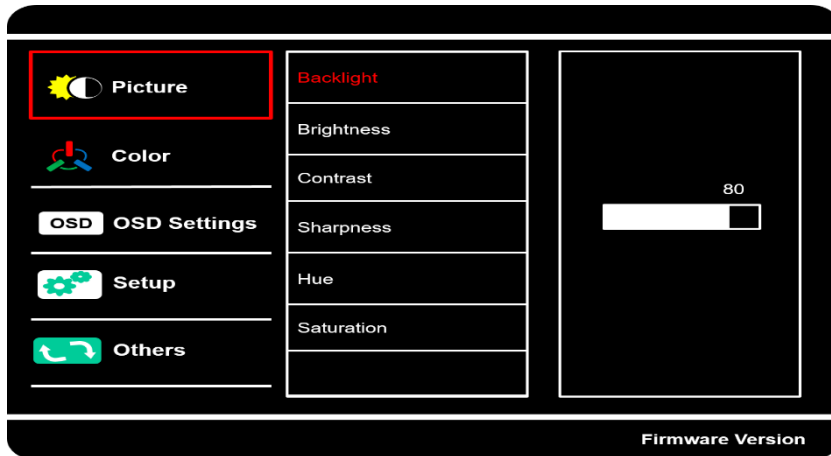 Picture
Color
OSD OSD Settings
Setup
Others
Backlight
Brightness
Contrast
Sharpness
Hue
Saturation
80
Firmware Version